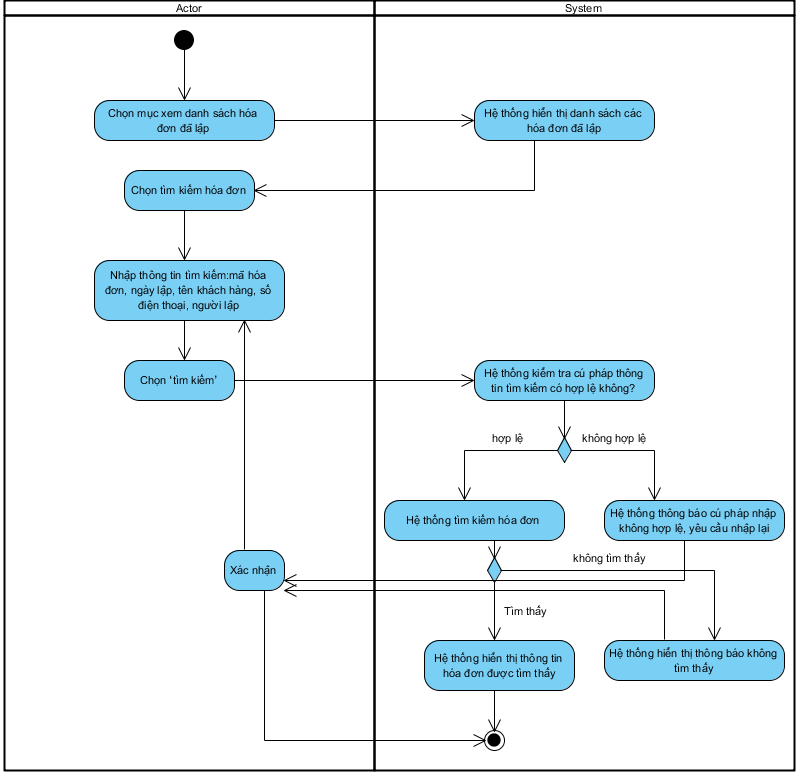 Actor
System
Chọn mục xem danh sách hóa
đơn đã lập
Hệ thống hiển thị danh sách các
hóa đơn đã lập
Chọn tìm kiếm hóa đơn
Nhập thông tin tìm kiếm:mã hóa
đơn, ngày lập, tên khách hàng, số
điện thoại, người lập
Chọn ‘tìm kiếm’
Hệ thống kiểm tra cú pháp thông
tin tìm kiếm có hợp lệ không?
hợp lệ
không hợp lệ
Hệ thống tìm kiếm hóa đơn
Hệ thống thông báo cú pháp nhập
không hợp lệ, yêu cầu nhập lại
không tìm thấy
Xác nhận
Tìm thấy
Hệ thống hiển thị thông tin
hóa đơn được tìm thấy
Hệ thống hiển thị thông báo không
tìm thấy